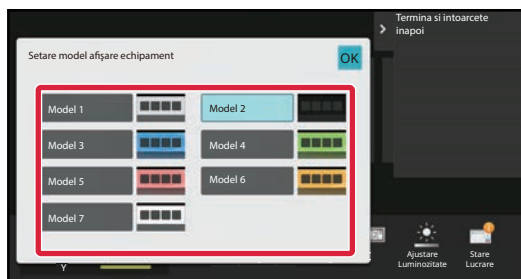 Termina si intoarcete
inapoi
Setare model afișare echipament
OK
Model 1
Model 2
Model 3
Model 4
Model 5
Model 6
Model 7
Ajustare
Luminozitate
Stare
Lucrare
Y